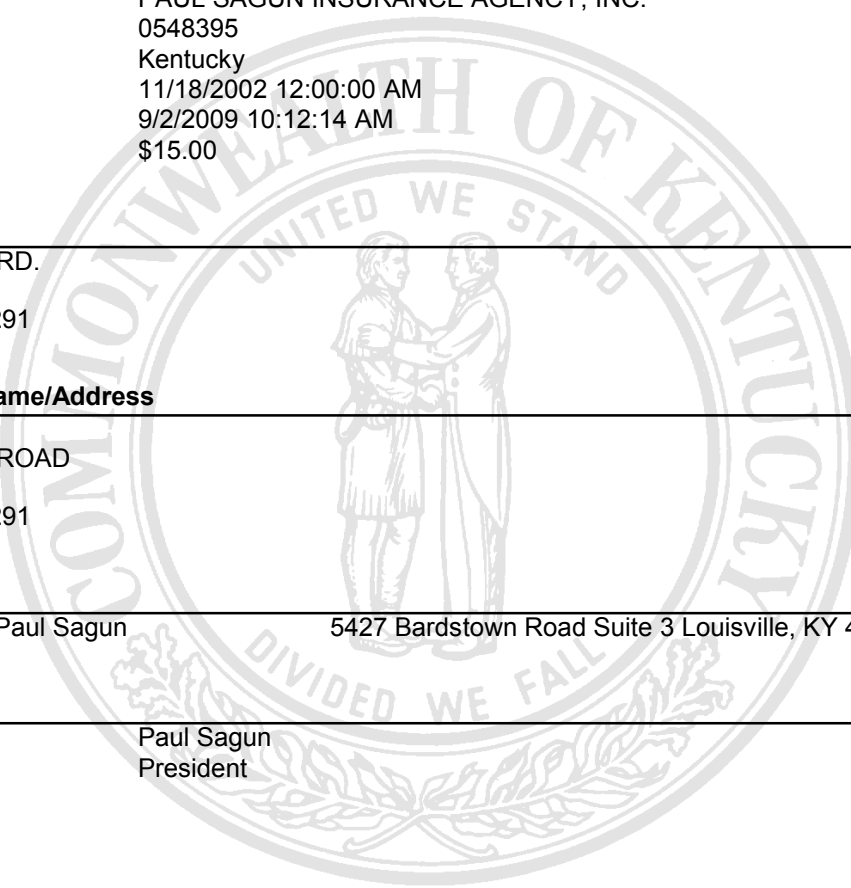 PAUL SAGUN INSURANCE AGENCY, INC.
0548395
Kentucky
11/18/2002 12:00:00 AM
9/2/2009 10:12:14 AM
$15.00
COMMONWEALTH OF KENTUCKY
UNITED WE STAND
RD.
291
ame/Address
ROAD
291
Paul Sagun 5427 Bardstown Road Suite 3 Louisville, KY 4
DIVIDED WE FALL
Paul Sagun
President